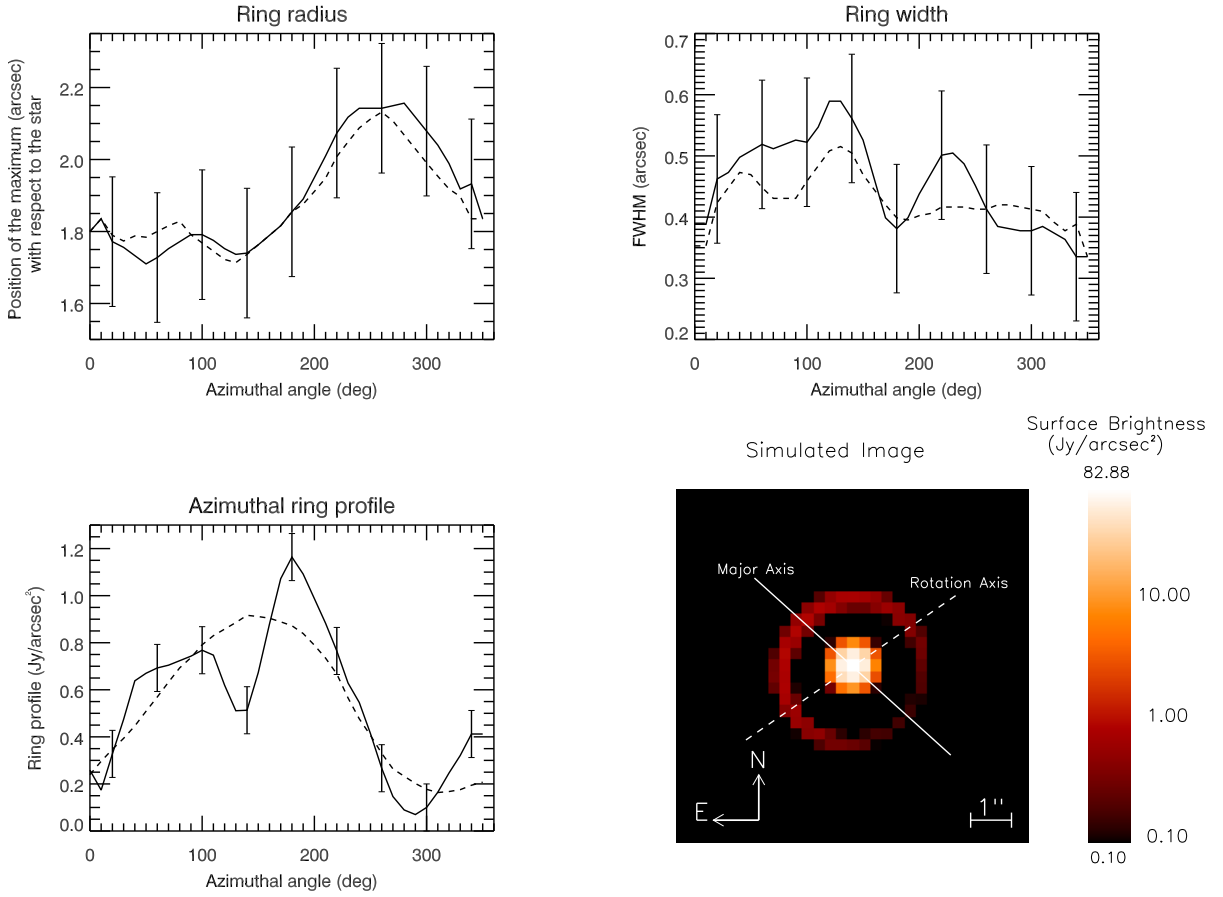 Ring radius
Position of the maximum (arcsec)
with respect to the star
2.2
2.0
1.8
1.6
0
100
200
300
Azimuthal angle (deg)
Ring width
FWHM (arcsec)
0.7
0.6
0.5
0.4
0.3
0.2
0
100
200
300
Azimuthal angle (deg)
Azimuthal ring profile
Ring profile (Jy/arcsec²)
1.2
1.0
0.8
0.6
0.4
0.2
0.0
0
100
200
300
Azimuthal angle (deg)
Simulated Image
Major Axis
Rotation Axis
N
E
1''
Surface Brightness
(Jy/arcsec²)
82.88
10.00
1.00
0.10
0.10